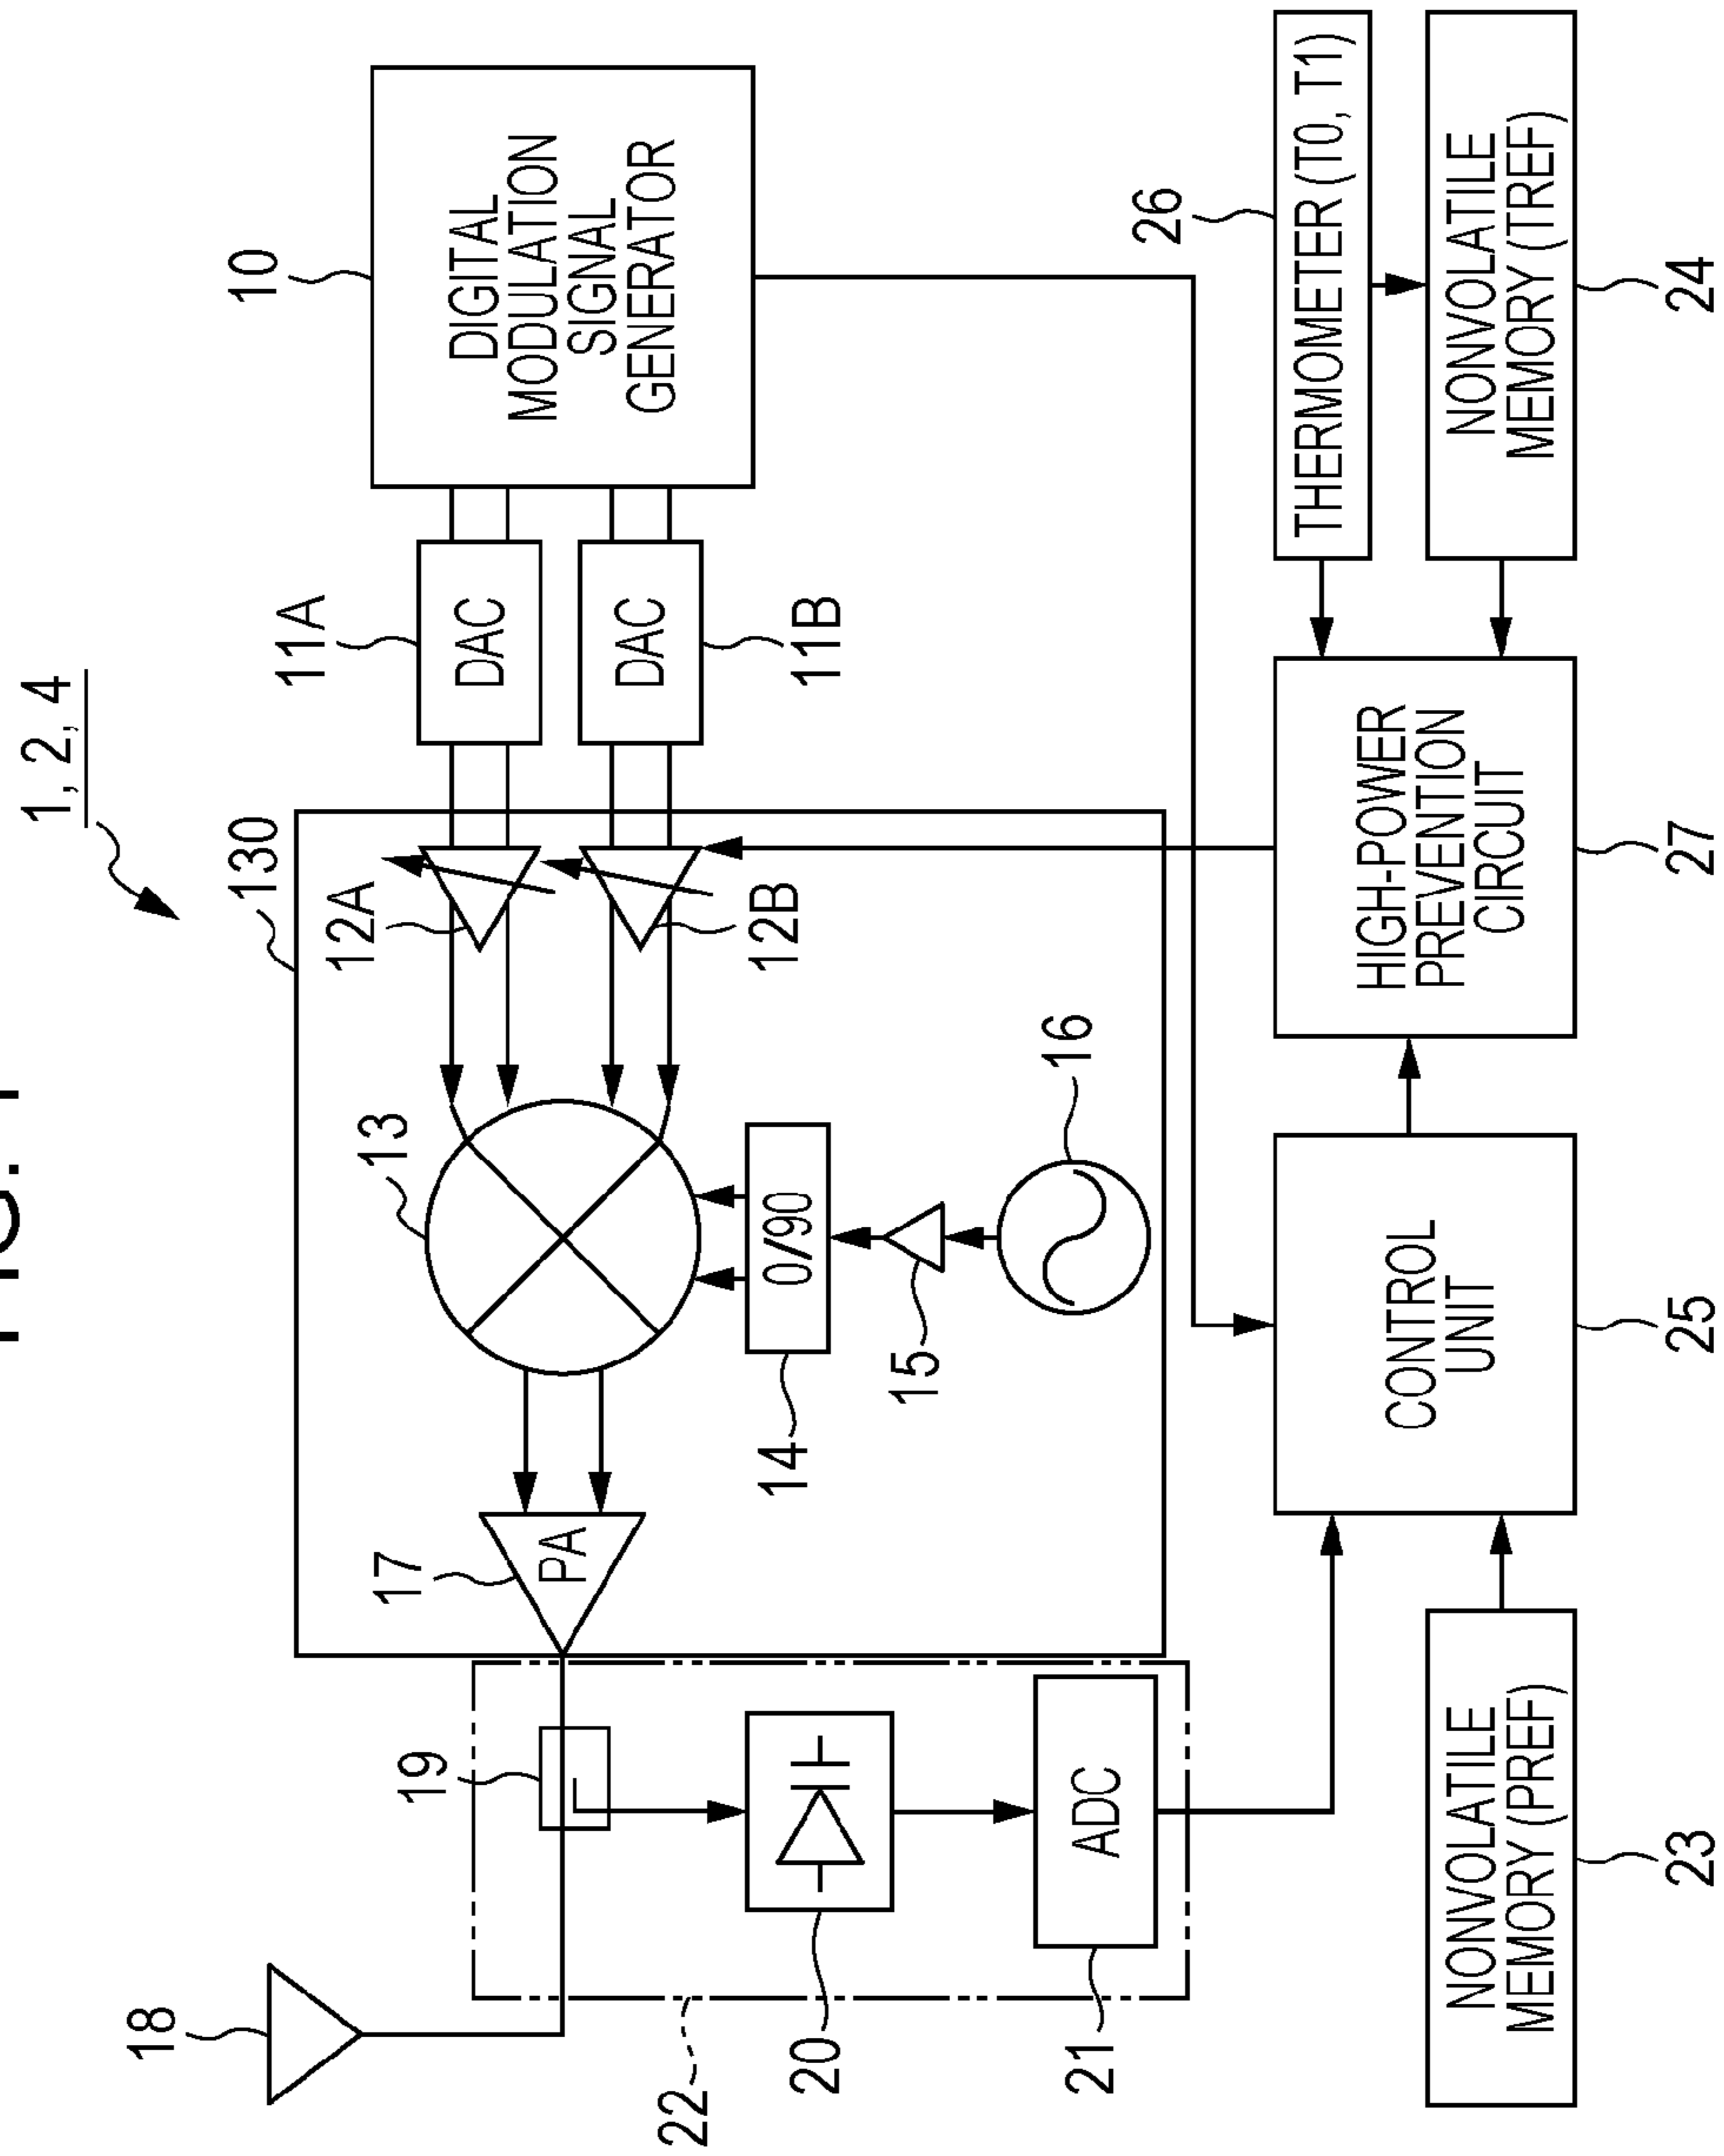 FIG. 1
1, 2, 4
18
22
19
20
21
17
130
13
14
15
16
12A
12B
11A
11B
10
PA
0/90
DAC
DAC
DIGITAL
MODULATION
SIGNAL
GENERATOR
ADC
NONVOLATILE
MEMORY (PREF)
23
CONTROL
UNIT
25
HIGH-POWER
PREVENTION
CIRCUIT
27
26
THERMOMETER (T0, T1)
NONVOLATILE
MEMORY (TREF)
24